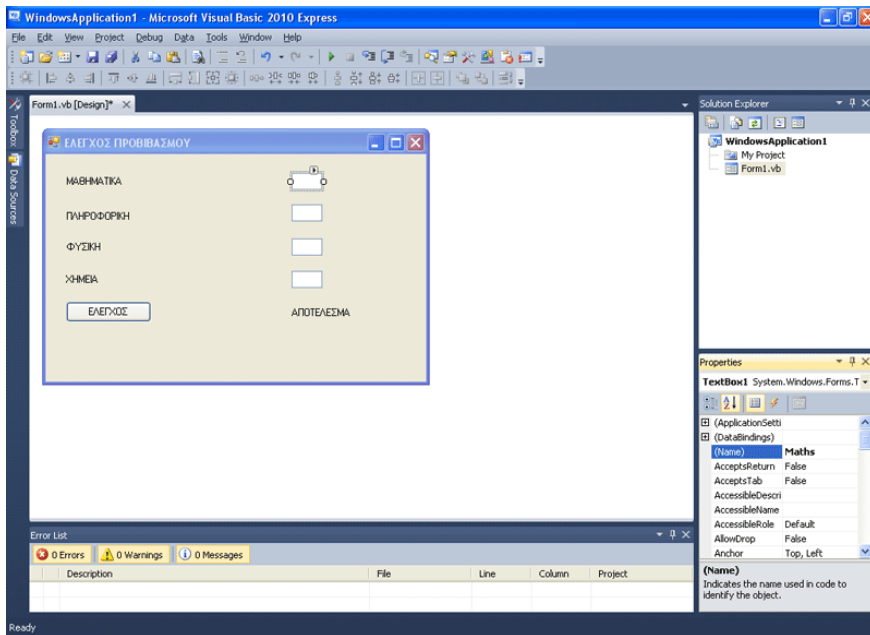 WindowsApplication1 - Microsoft Visual Basic 2010 Express
File Edit View Project Debug Data Tools Window Help
Toolbox
Data Sources
Form1.vb [Design]*
ΕΛΕΓΧΟΣ ΠΡΟΒΙΒΑΣΜΟΥ
ΜΑΘΗΜΑΤΙΚΑ
ΠΛΗΡΟΦΟΡΙΚΗ
ΦΥΣΙΚΗ
ΧΗΜΕΙΑ
ΕΛΕΓΧΟΣ
ΑΠΟΤΕΛΕΣΜΑ
Solution Explorer
WindowsApplication1
My Project
Form1.vb
Properties
TextBox1 System.Windows.Forms.T
(ApplicationSetti
(DataBindings)
(Name) Maths
AcceptsReturn False
AcceptsTab False
AccessibleDescri
AccessibleName
AccessibleRole Default
AllowDrop False
Anchor Top, Left
(Name)
Indicates the name used in code to
identify the object.
Error List
0 Errors 0 Warnings 0 Messages
Description File Line Column Project
Ready